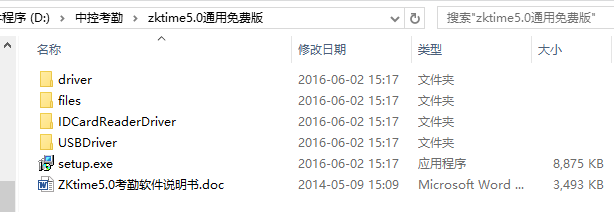 程序 (D:) › 中控考勤 › zktime5.0通用免费版 搜索"zktime5.0通用免费版"
名称 修改日期 类型 大小
driver 2016-06-02 15:17 文件夹
files 2016-06-02 15:17 文件夹
IDCardReaderDriver 2016-06-02 15:17 文件夹
USBDriver 2016-06-02 15:17 文件夹
setup.exe 2016-06-02 15:17 应用程序 8,875 KB
ZKtime5.0考勤软件说明书.doc 2014-05-09 15:09 Microsoft Word ... 3,493 KB